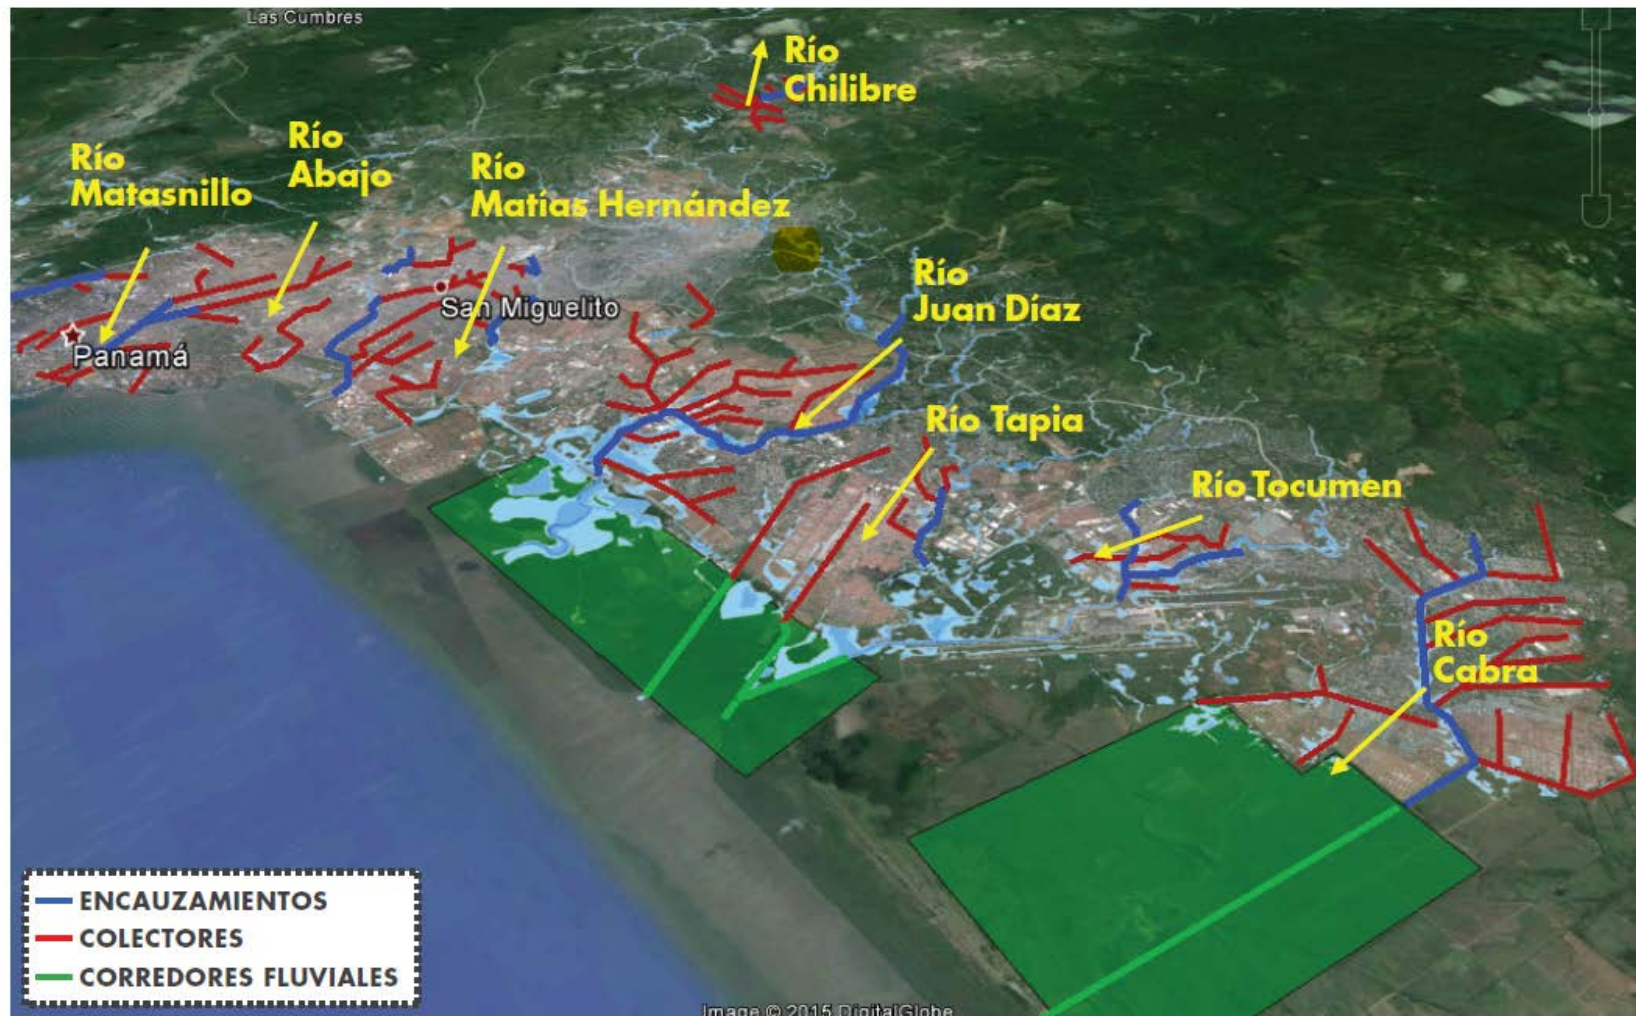 Las Cumbres
Río
Chilibre
Río
Abajo
Río
Matasnillo
Río
Matías Hernández
Río
Juan Díaz
San Miguelito
Panamá
Río Tapia
Río Tocumen
Río
Cabra
ENCAUZAMIENTOS
COLECTORES
CORREDORES FLUVIALES
Image © 2015 DigitalGlobe